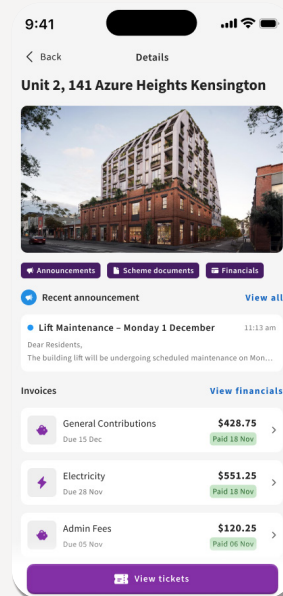 9:41
Back
Details
Unit 2, 141 Azure Heights Kensington
Announcements
Scheme documents
Financials
Recent announcement
View all
Lift Maintenance – Monday 1 December
11:13 am
Dear Residents,
The building lift will be undergoing scheduled maintenance on Mon...
Invoices
View financials
General Contributions
$428.75
Due 15 Dec
Paid 18 Nov
Electricity
$551.25
Due 28 Nov
Paid 18 Nov
Admin Fees
$120.25
Due 05 Nov
Paid 06 Nov
View tickets